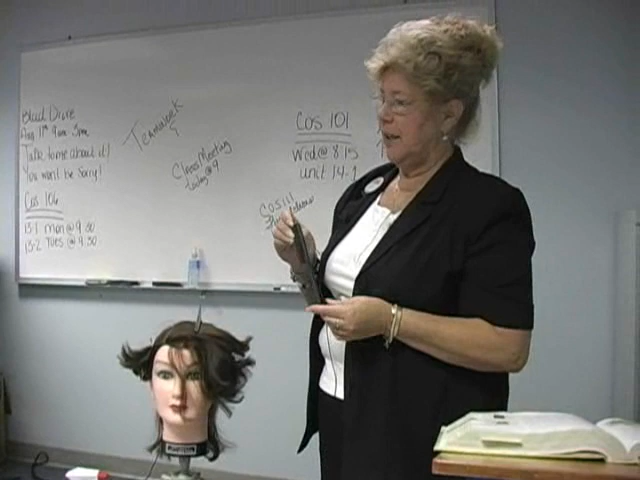 Blood Drive
Aug 11th 9am 3pm
Talk to me about it!
You won't be Sorry!
Cos 106
13-1 mon @ 9:30
13-2 Tues @ 9:30
Teamwork
Class Meeting
today @ 9
Cos 101
Wed @ 8:15
unit 14-1
Cos 111